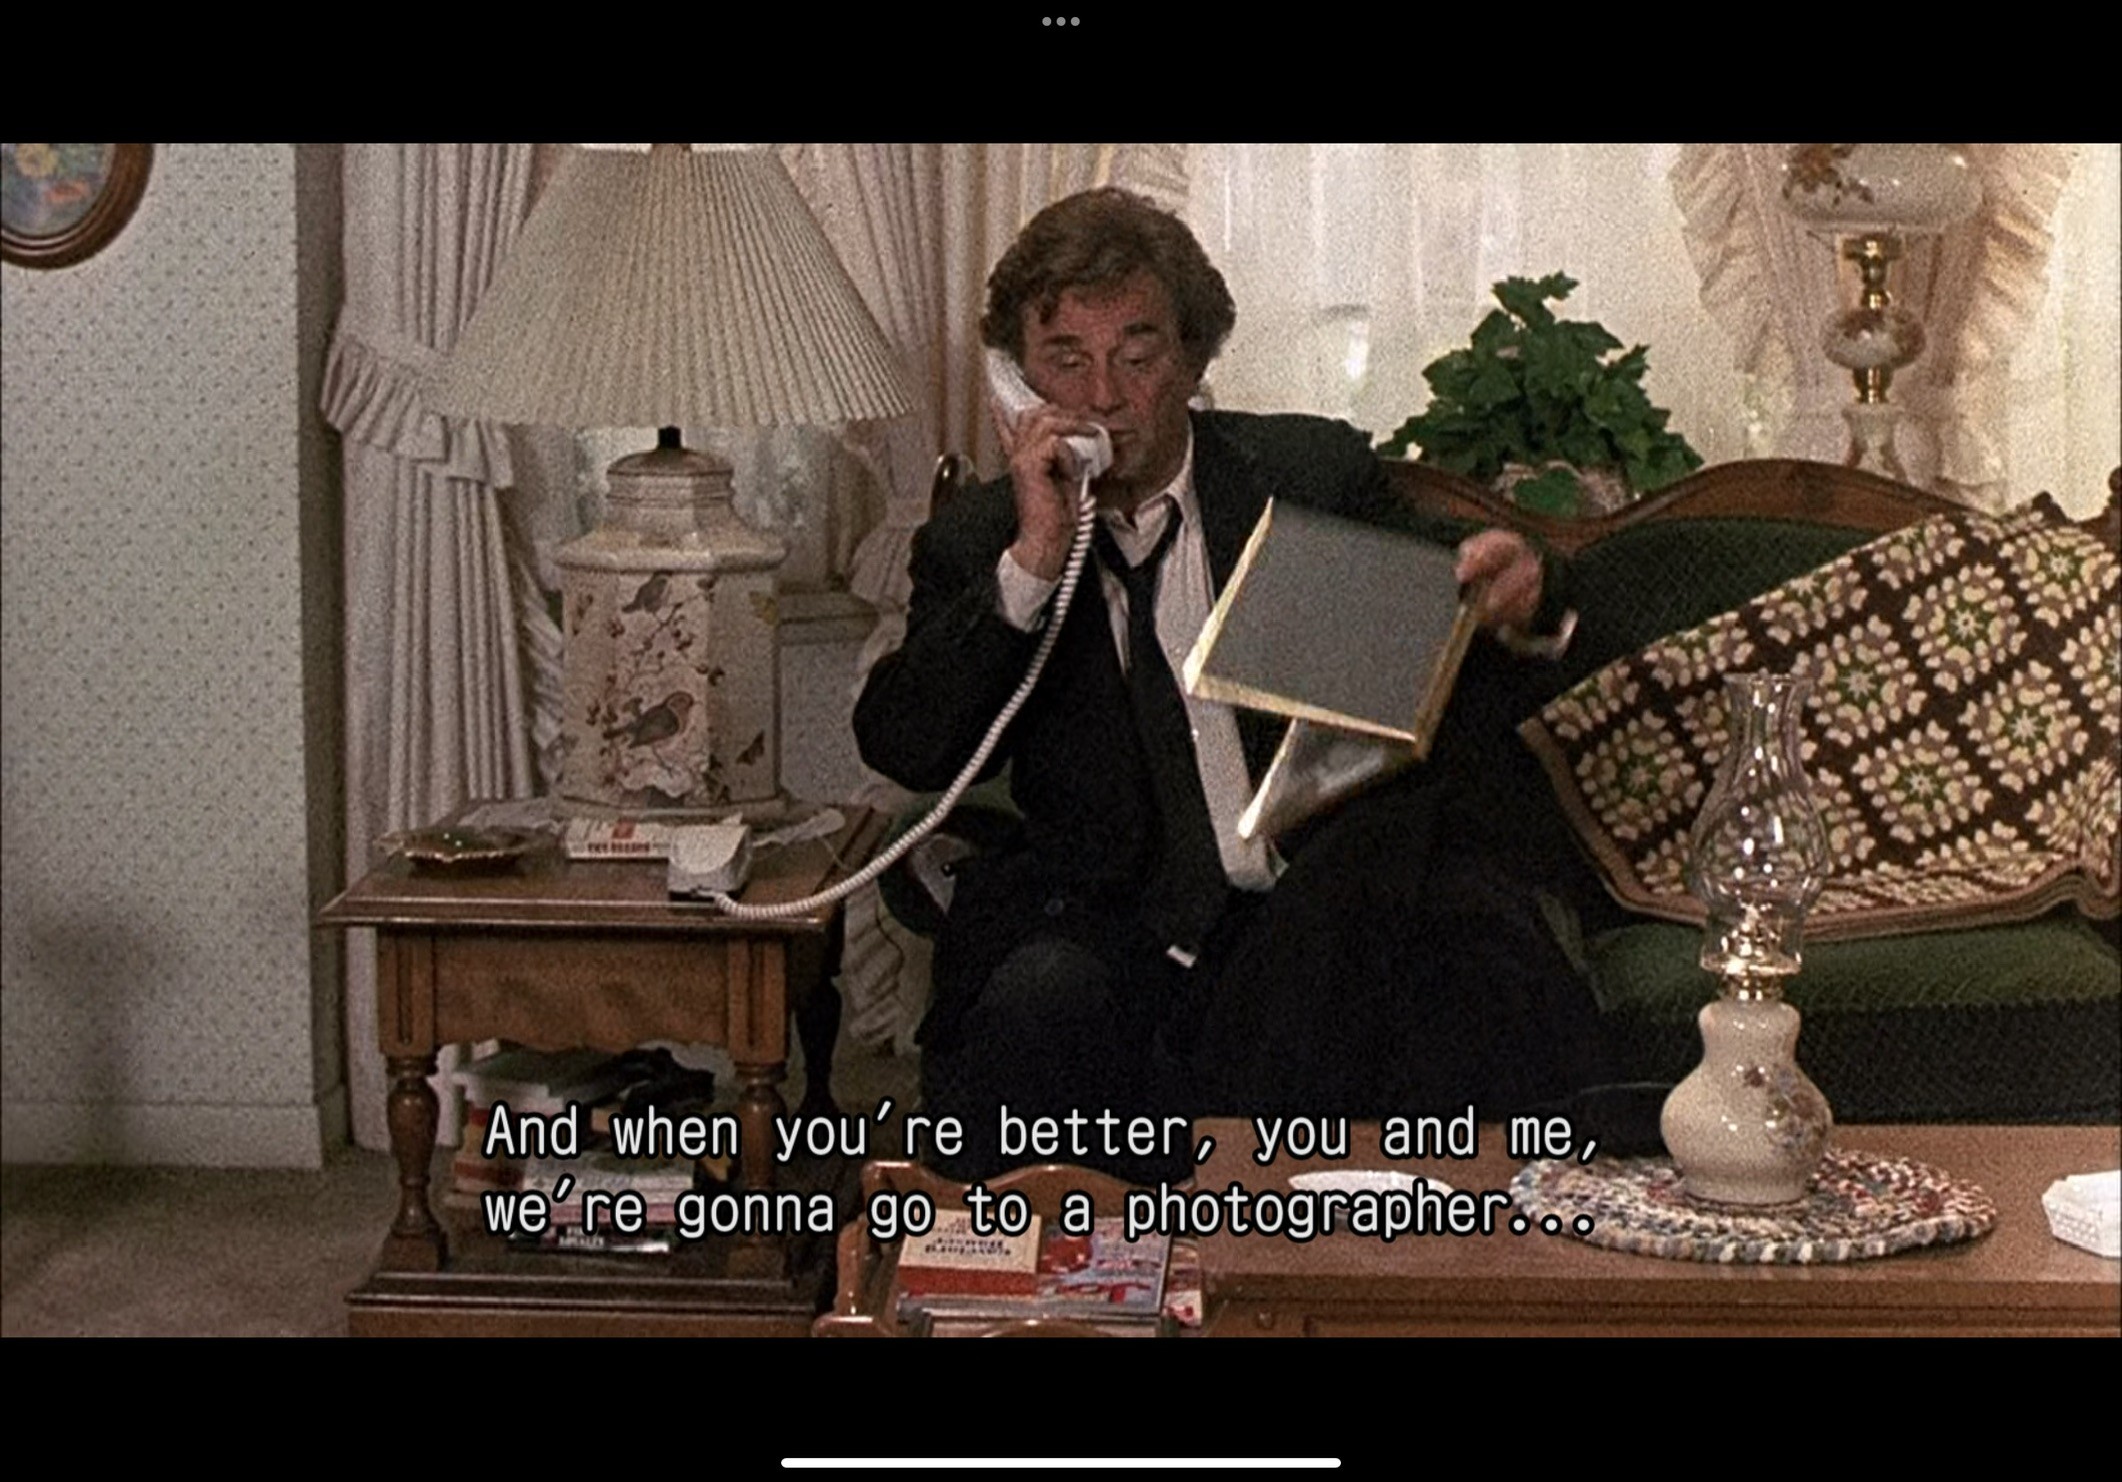 And when you're better, you and me,
we're gonna go to a photographer...